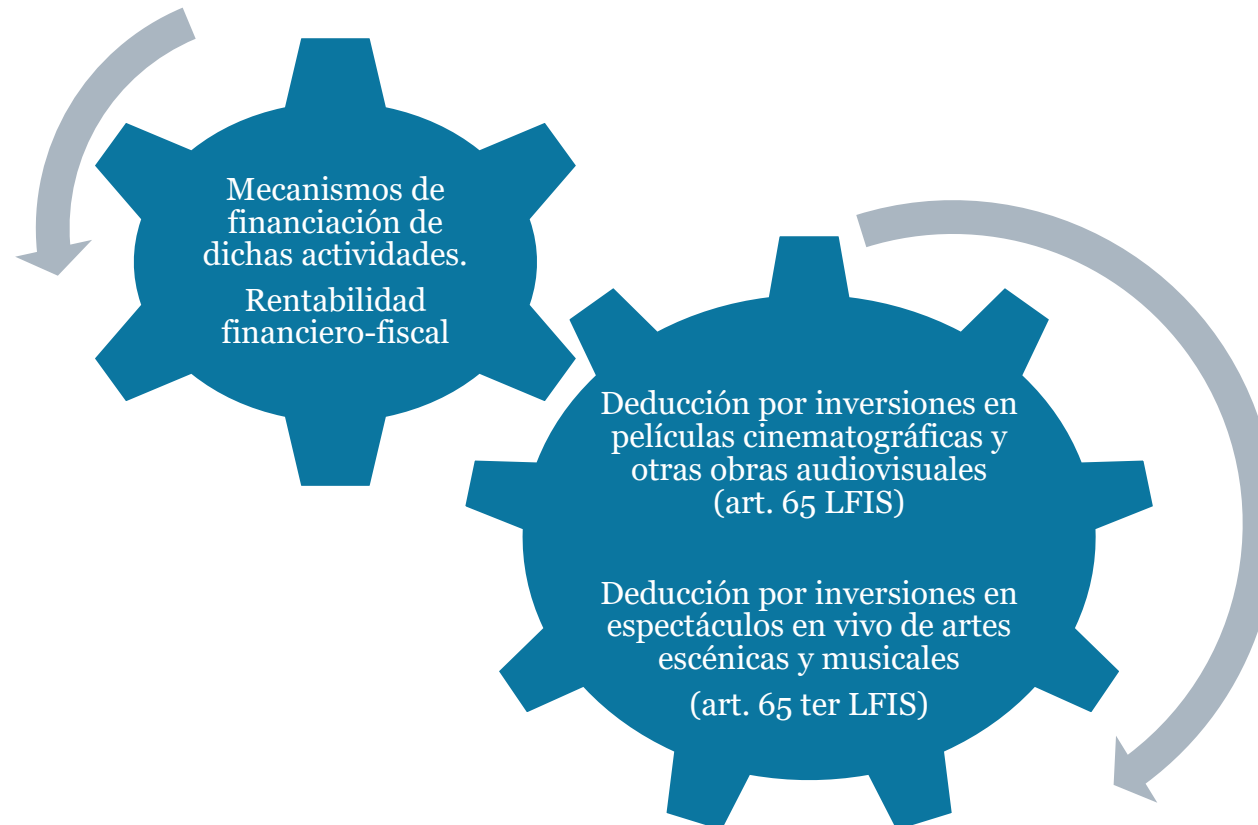 Mecanismos de
financiación de
dichas actividades.
Rentabilidad
financiero-fiscal
Deducción por inversiones en
películas cinematográficas y
otras obras audiovisuales
(art. 65 LFIS)
Deducción por inversiones en
espectáculos en vivo de artes
escénicas y musicales
(art. 65 ter LFIS)